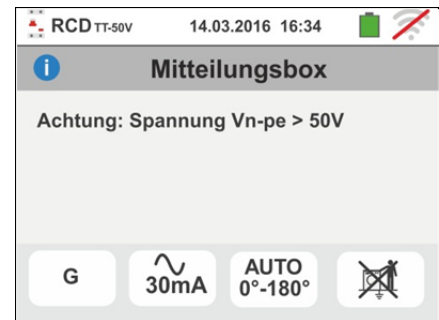 RCD TT-50V 14.03.2016 16:34
i Mitteilungsbox
Achtung: Spannung Vn-pe > 50V
G 30mA AUTO
0°-180°